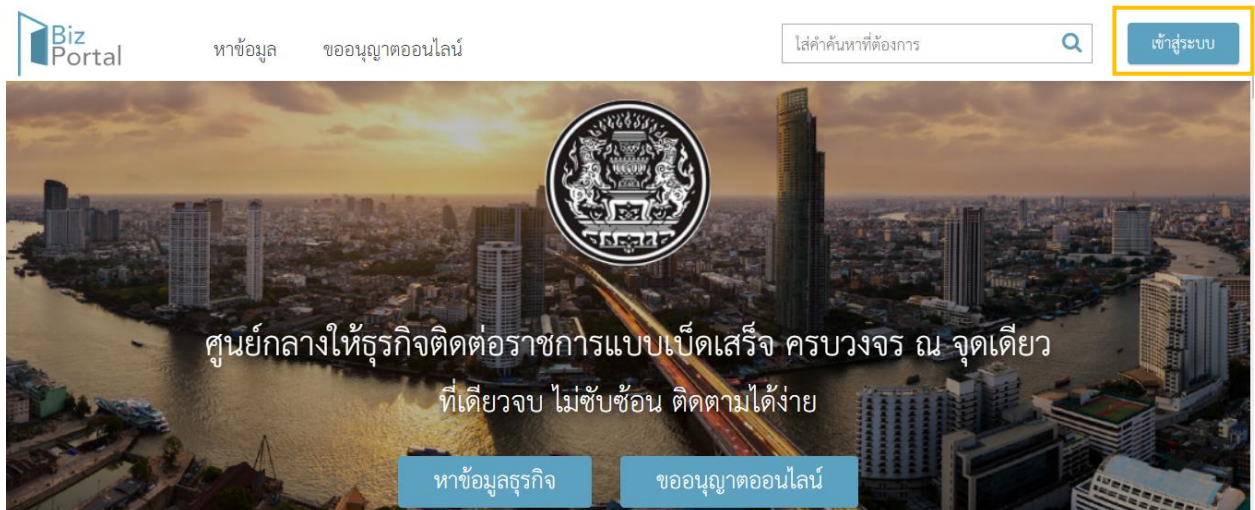 Biz
Portal
หาข้อมูล
ขออนุญาตออนไลน์
ใส่คำค้นหาที่ต้องการ
เข้าสู่ระบบ
ศูนย์กลางให้ธุรกิจติดต่อราชการแบบเบ็ดเสร็จ ครบวงจร ณ จุดเดียว
ที่เดียวจบ ไม่ซับซ้อน ติดตามได้ง่าย
หาข้อมูลธุรกิจ
ขออนุญาตออนไลน์